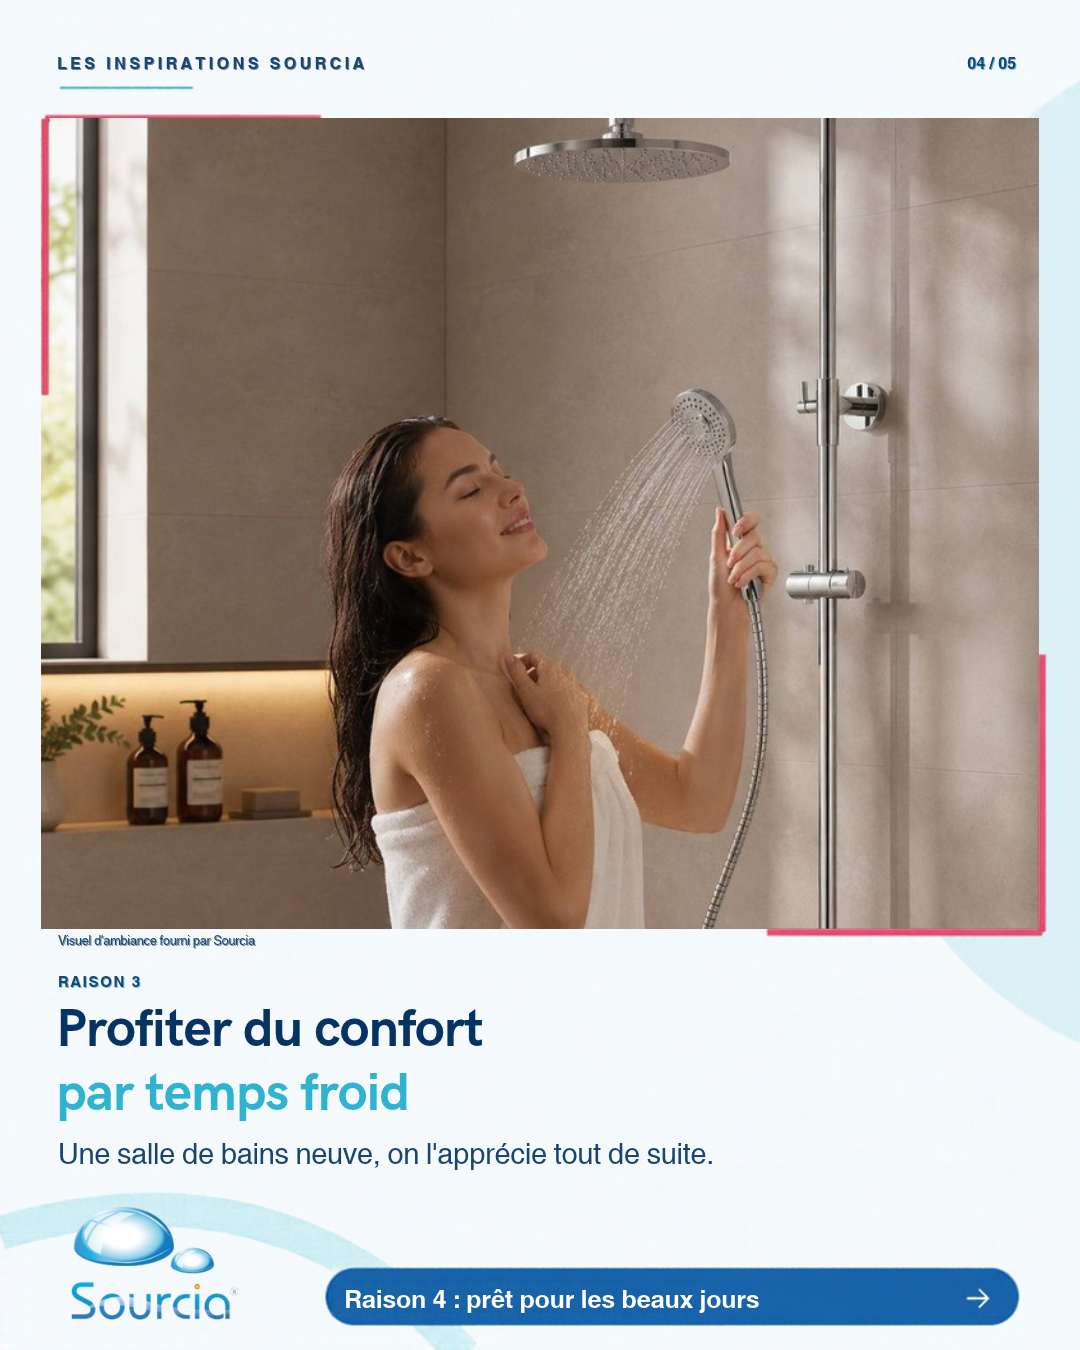 LES INSPIRATIONS SOURCIA
04 / 05
Visuel d'ambiance fourni par Sourcia
RAISON 3
Profiter du confort
par temps froid
Une salle de bains neuve, on l'apprécie tout de suite.
Sourcia®
Raison 4 : prêt pour les beaux jours